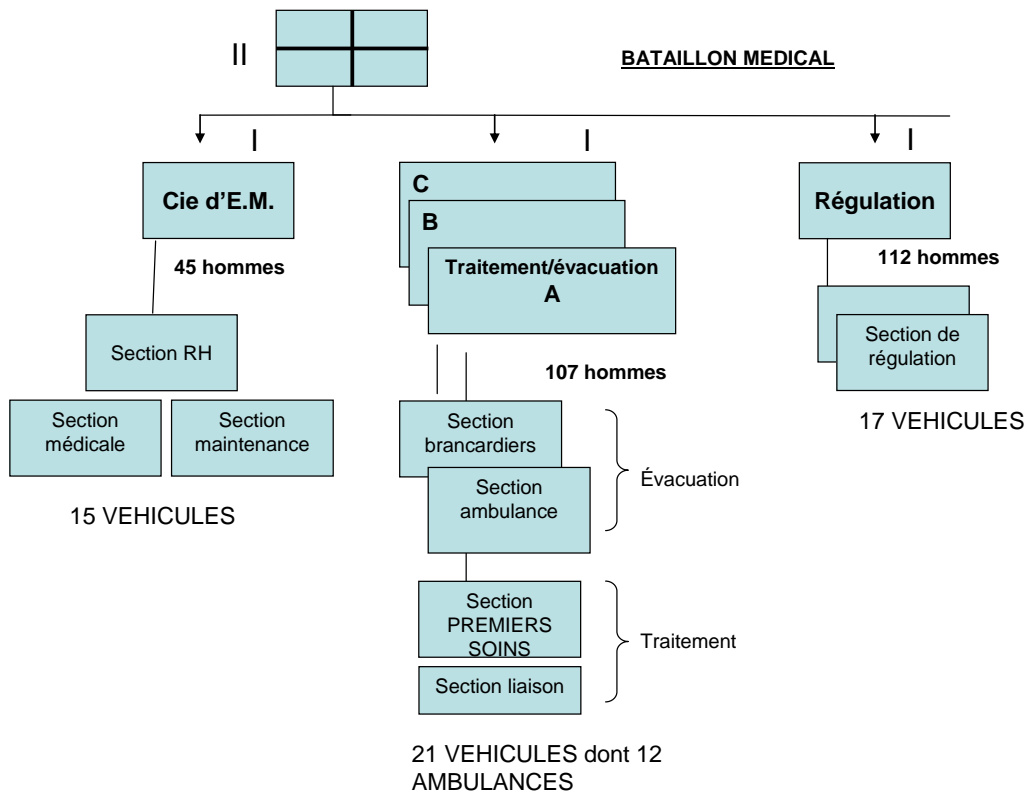 II
BATAILLON MEDICAL
I
I
I
Cie d'E.M.
C
B
Traitement/évacuation
A
Régulation
45 hommes
112 hommes
Section RH
107 hommes
Section de
régulation
Section
médicale
Section
maintenance
Section
brancardiers
17 VEHICULES
Section
ambulance
Évacuation
15 VEHICULES
Section
PREMIERS
SOINS
Traitement
Section liaison
21 VEHICULES dont 12
AMBULANCES